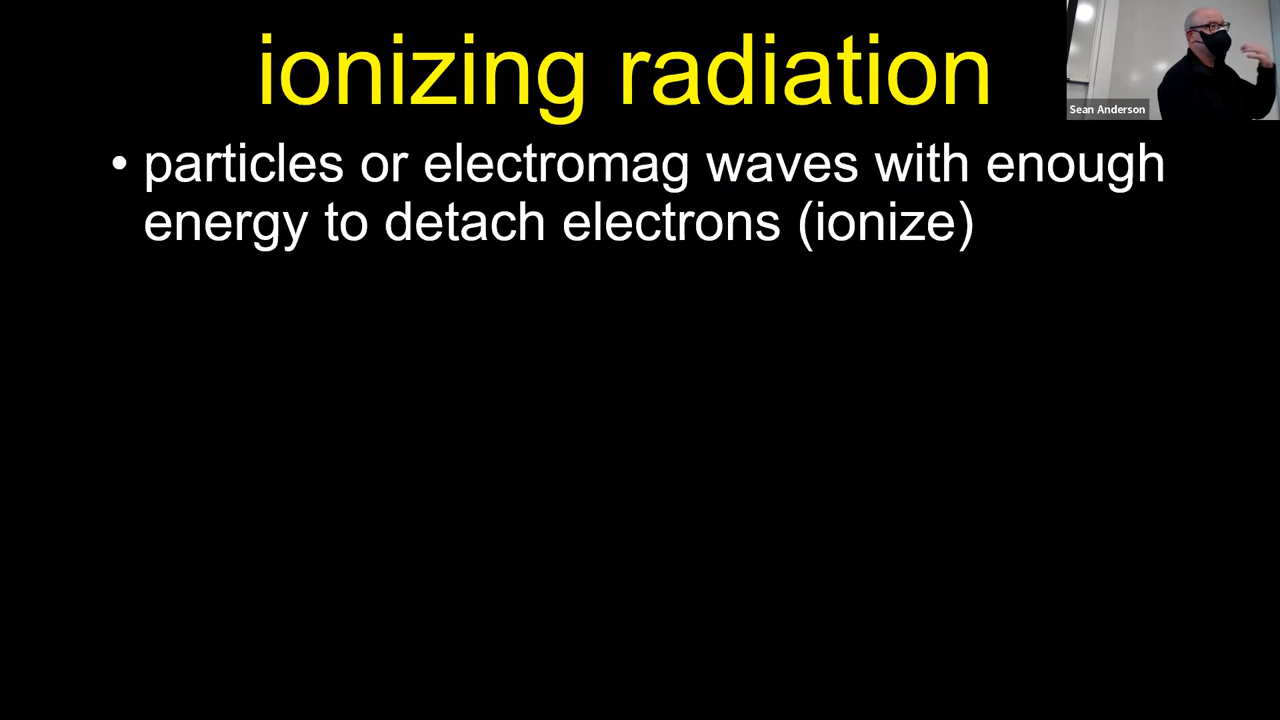 ionizing radiation
Sean Anderson
• particles or electromag waves with enough
energy to detach electrons (ionize)